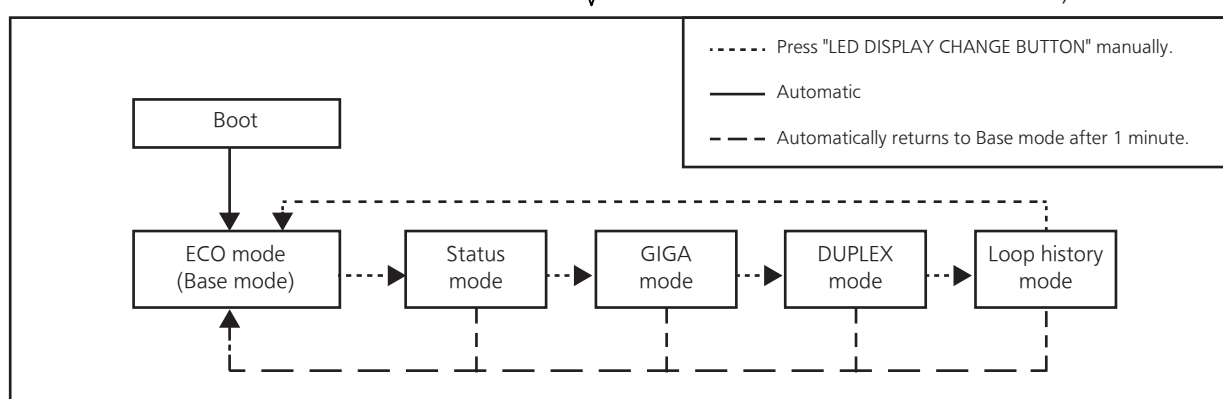 Press "LED DISPLAY CHANGE BUTTON" manually.
Automatic
Automatically returns to Base mode after 1 minute.
Boot
ECO mode
(Base mode)
Status
mode
GIGA
mode
DUPLEX
mode
Loop history
mode